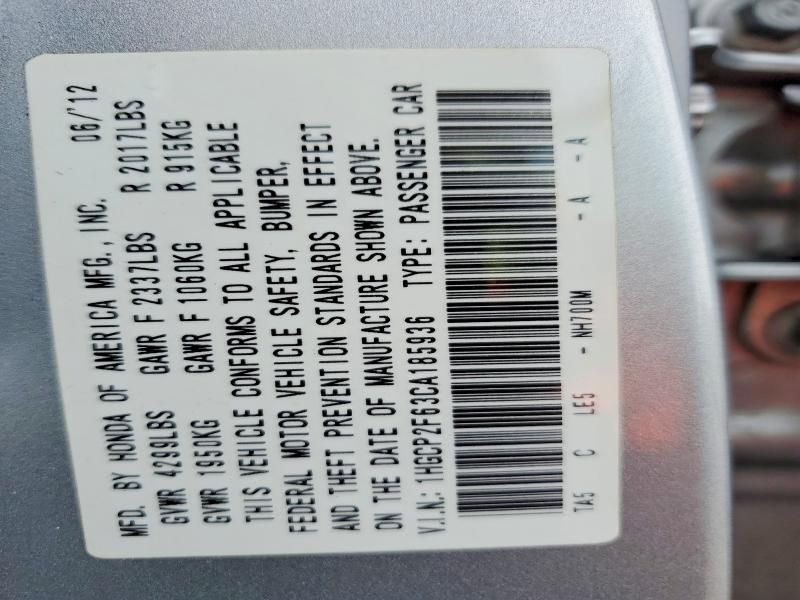 MFD. BY HONDA OF AMERICA MFG., INC. 06/'12
GVWR 4299LBS GAWR F 2337LBS R 2017LBS
GVWR 1950KG GAWR F 1060KG R 915KG
THIS VEHICLE CONFORMS TO ALL APPLICABLE
FEDERAL MOTOR VEHICLE SAFETY, BUMPER,
AND THEFT PREVENTION STANDARDS IN EFFECT
ON THE DATE OF MANUFACTURE SHOWN ABOVE.
V.I.N.: 1HGCP2F63CA185936 TYPE: PASSENGER CAR
TA5 C LE5 - NH700M - A - A